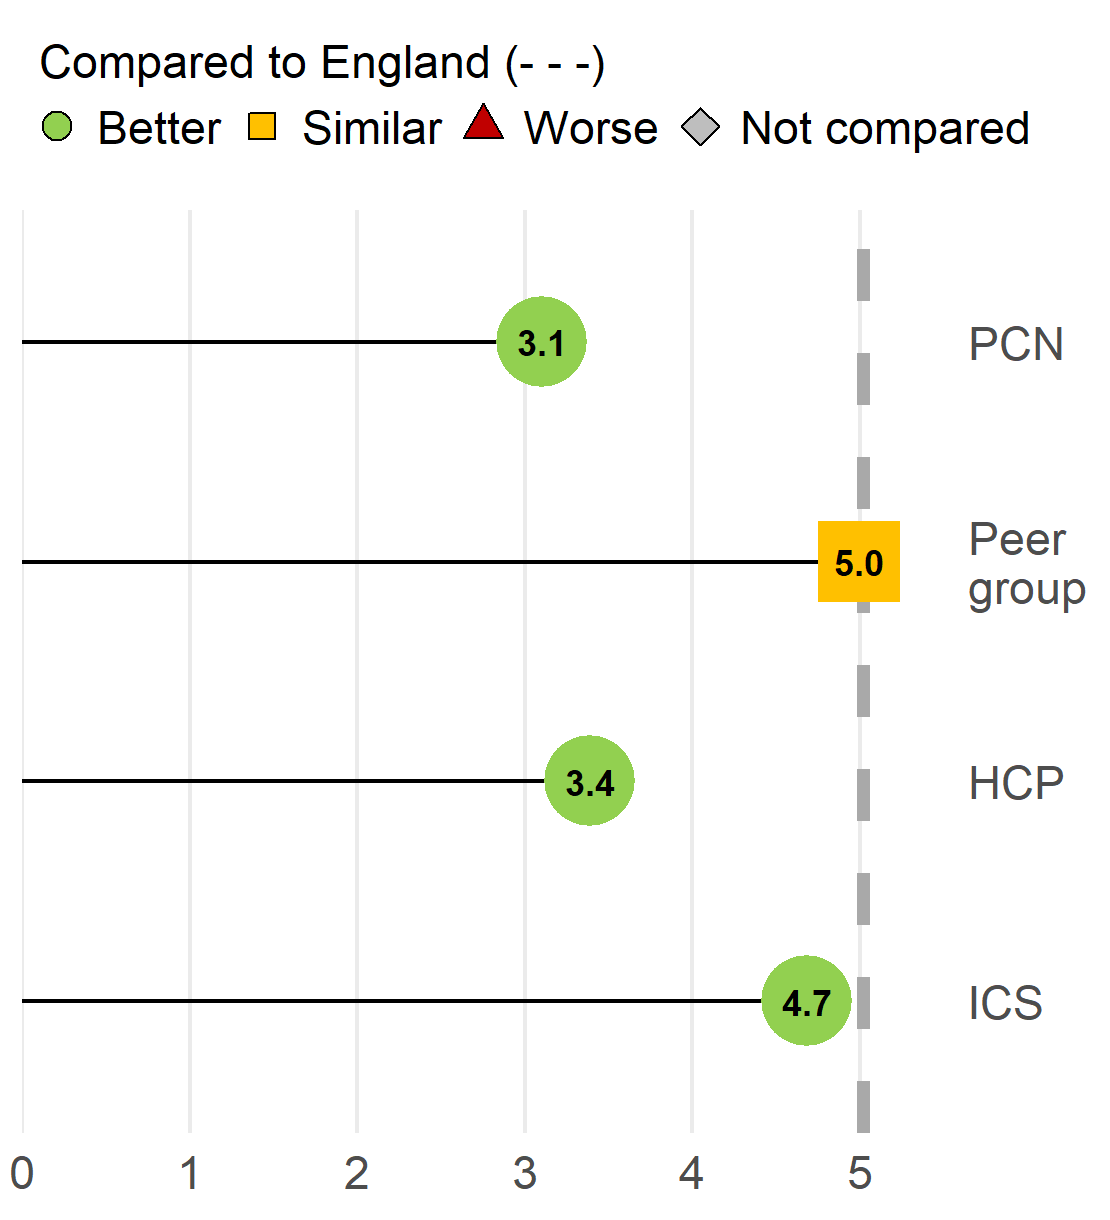 Compared to England (- - -)
Better Similar Worse Not compared
3.1 PCN
5.0 Peer group
3.4 HCP
4.7 ICS
0 1 2 3 4 5